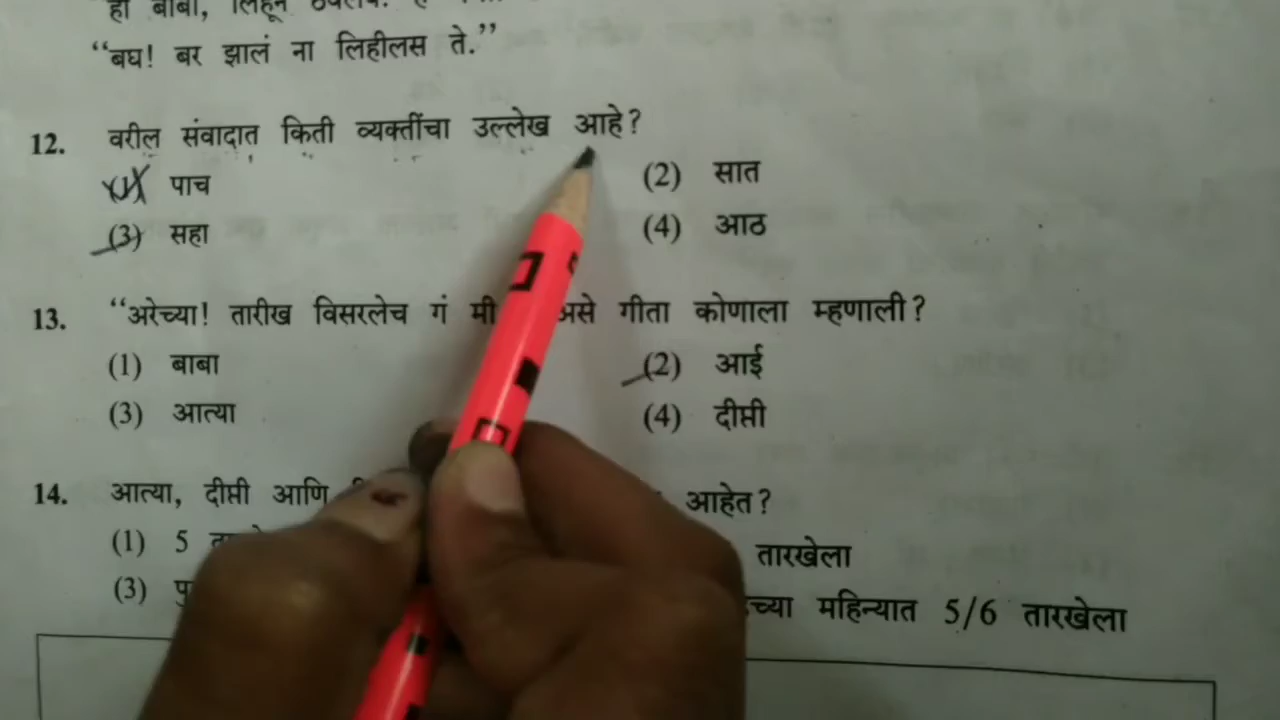 हो बाबा, लिहून
“बघ! बर झालं ना लिहीलस ते.”
12. वरील संवादात किती व्यक्तींचा उल्लेख आहे?
(1) पाच (2) सात
(3) सहा (4) आठ
13. “अरेच्या! तारीख विसरलेच गं मी असे गीता कोणाला म्हणाली?
(1) बाबा (2) आई
(3) आत्या (4) दीप्ती
14. आत्या, दीप्ती आणि आहेत?
(1) 5 तारखेला
(3) महिन्यात 5/6 तारखेला